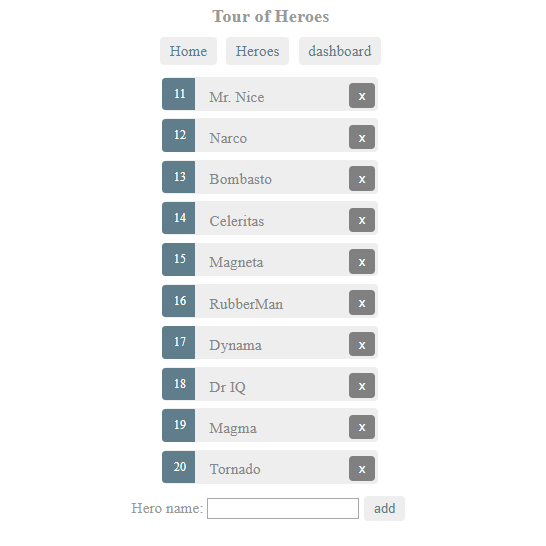 Tour of Heroes
Home Heroes dashboard
11 Mr. Nice x
12 Narco x
13 Bombasto x
14 Celeritas x
15 Magneta x
16 RubberMan x
17 Dynama x
18 Dr IQ x
19 Magma x
20 Tornado x
Hero name: add